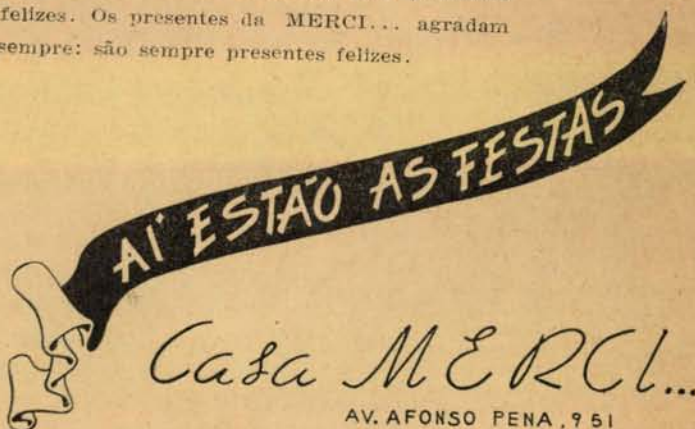 felizes. Os presentes da MERCI... agradam
sempre: são sempre presentes felizes.
AÍ ESTÃO AS FESTAS
Casa MERCI...
AV. AFONSO PENA, 951